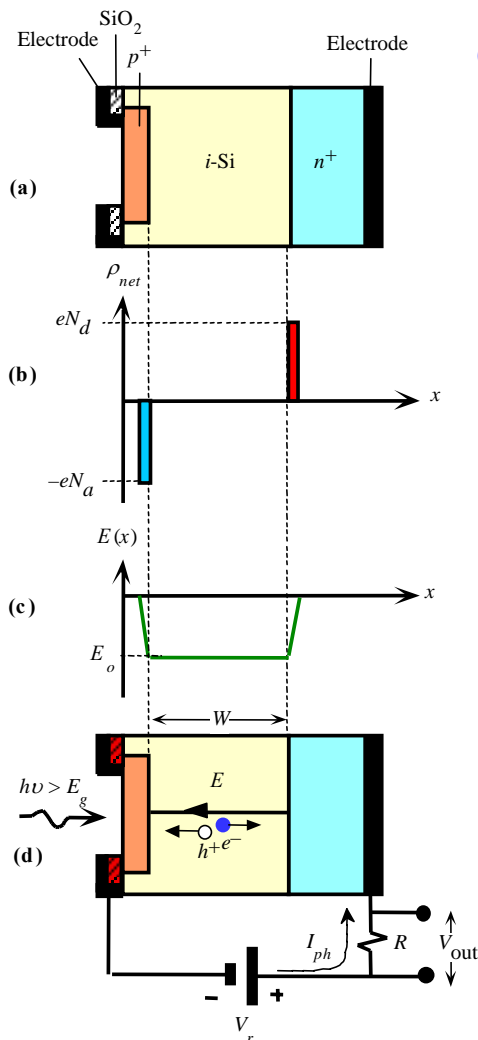 SiO₂
Electrode
p⁺
Electrode
i-Si
n⁺
(a)
ρnet
eNd
(b)
x
–eNa
E(x)
(c)
x
Eo
W
hυ > Eg
E
h⁺
e⁻
(d)
Iph
R
Vout
-
+
Vr